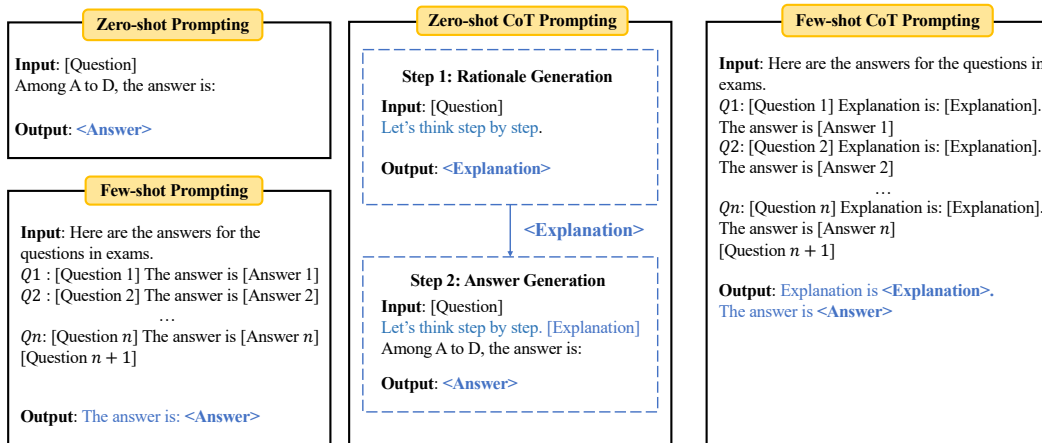 Zero-shot Prompting
Input: [Question]
Among A to D, the answer is:
Output: <Answer>
Few-shot Prompting
Input: Here are the answers for the
questions in exams.
Q1 : [Question 1] The answer is [Answer 1]
Q2 : [Question 2] The answer is [Answer 2]
…
Qn: [Question n] The answer is [Answer n]
[Question n + 1]
Output: The answer is: <Answer>
Zero-shot CoT Prompting
Step 1: Rationale Generation
Input: [Question]
Let’s think step by step.
Output: <Explanation>
<Explanation>
Step 2: Answer Generation
Input: [Question]
Let’s think step by step. [Explanation]
Among A to D, the answer is:
Output: <Answer>
Few-shot CoT Prompting
Input: Here are the answers for the questions in
exams.
Q1: [Question 1] Explanation is: [Explanation].
The answer is [Answer 1]
Q2: [Question 2] Explanation is: [Explanation].
The answer is [Answer 2]
…
Qn: [Question n] Explanation is: [Explanation].
The answer is [Answer n]
[Question n + 1]
Output: Explanation is <Explanation>.
The answer is <Answer>